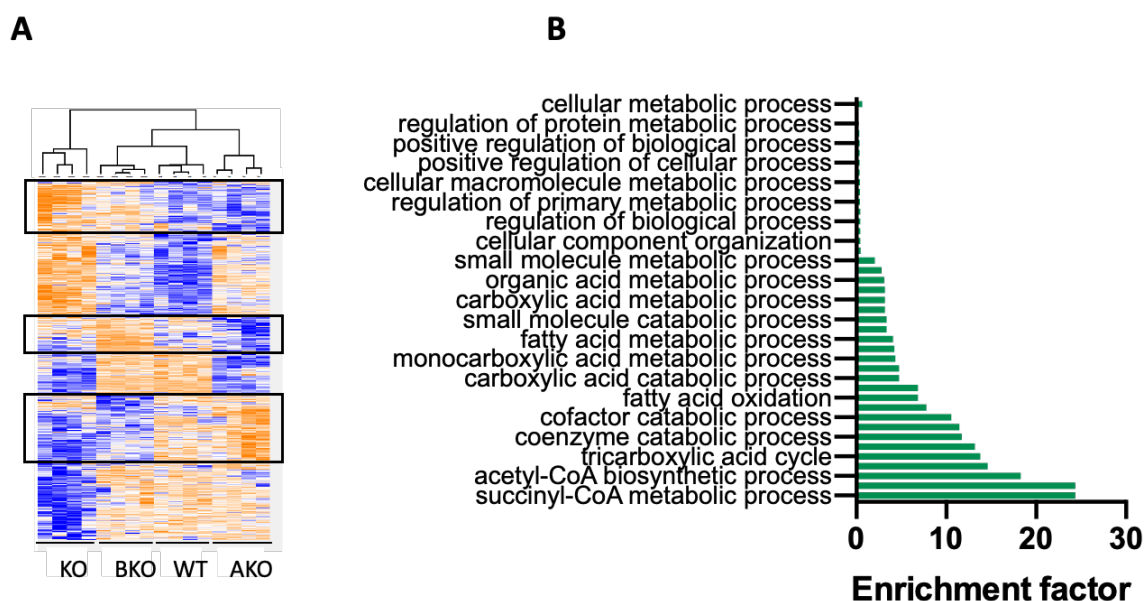 A
B
cellular metabolic process
regulation of protein metabolic process
positive regulation of biological process
positive regulation of cellular process
cellular macromolecule metabolic process
regulation of primary metabolic process
regulation of biological process
cellular component organization
small molecule metabolic process
organic acid metabolic process
carboxylic acid metabolic process
small molecule catabolic process
fatty acid metabolic process
monocarboxylic acid metabolic process
carboxylic acid catabolic process
fatty acid oxidation
cofactor catabolic process
coenzyme catabolic process
tricarboxylic acid cycle
acetyl-CoA biosynthetic process
succinyl-CoA metabolic process
0 10 20 30
Enrichment factor
KO BKO WT AKO